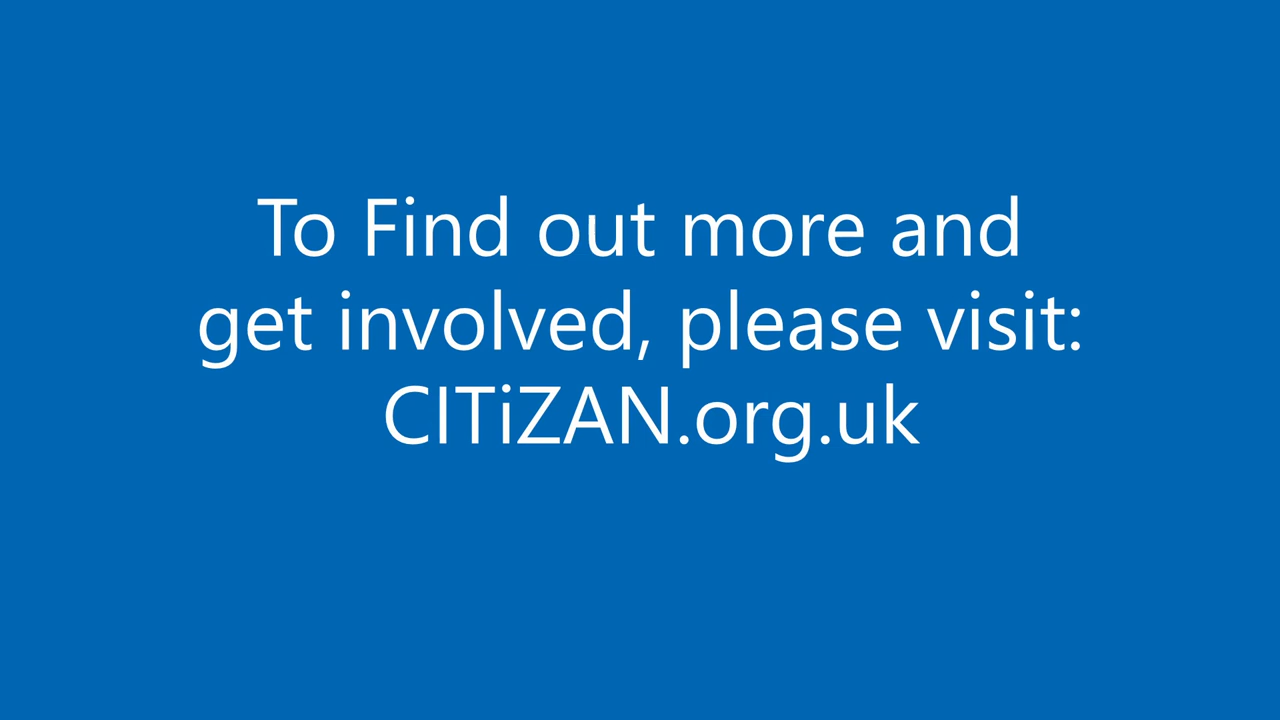 To Find out more and
get involved, please visit:
CITiZAN.org.uk